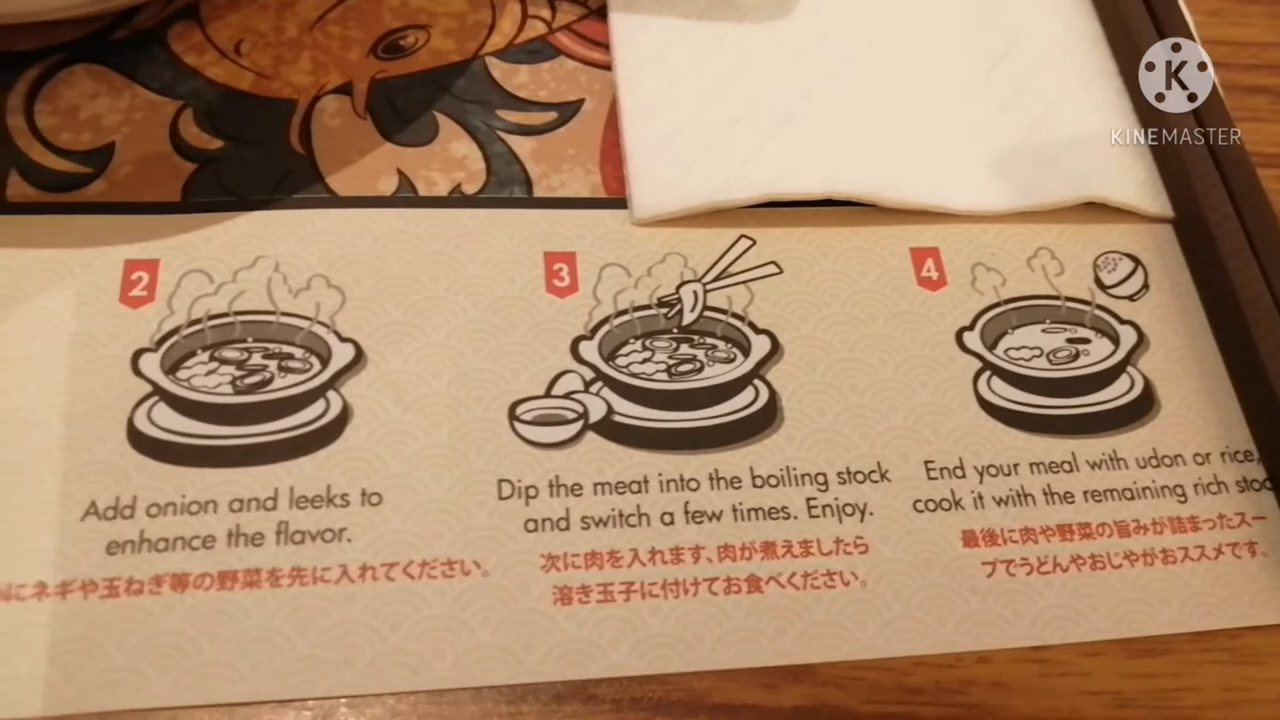 KINEMASTER
2
Add onion and leeks to
enhance the flavor.
にネギや玉ねぎ等の野菜を先に入れてください。
3
Dip the meat into the boiling stock
and switch a few times. Enjoy.
次に肉を入れます、肉が煮えましたら
溶き玉子に付けてお食べください。
4
End your meal with udon or rice,
cook it with the remaining rich
最後に肉や野菜の旨みが詰まったスー
プでうどんやおじやがおススメです。